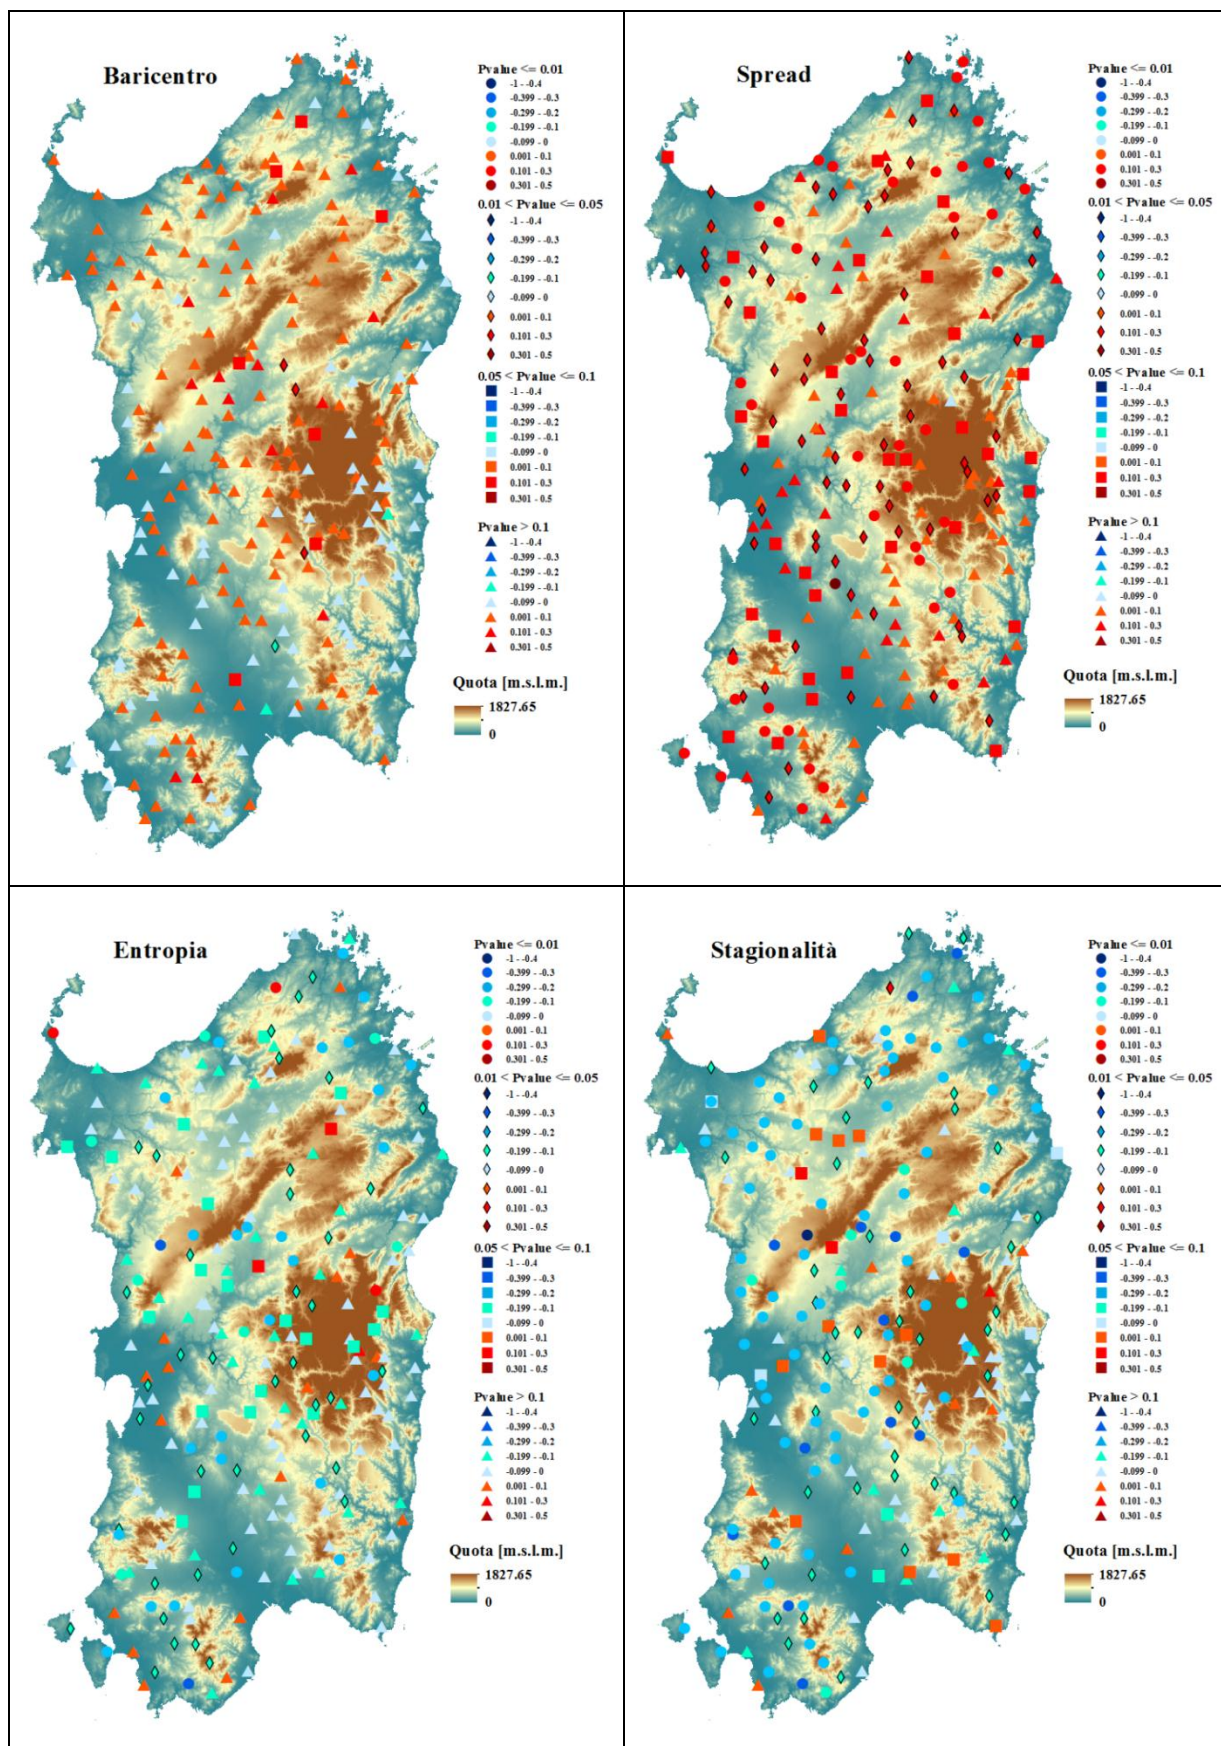 Baricentro
Pvalue <= 0.01
-1 - -0.4
-0.399 - -0.3
-0.299 - -0.2
-0.199 - -0.1
-0.099 - 0
0.001 - 0.1
0.101 - 0.3
0.301 - 0.5
0.01 < Pvalue <= 0.05
-1 - -0.4
-0.399 - -0.3
-0.299 - -0.2
-0.199 - -0.1
-0.099 - 0
0.001 - 0.1
0.101 - 0.3
0.301 - 0.5
0.05 < Pvalue <= 0.1
-1 - -0.4
-0.399 - -0.3
-0.299 - -0.2
-0.199 - -0.1
-0.099 - 0
0.001 - 0.1
0.101 - 0.3
0.301 - 0.5
Pvalue > 0.1
-1 - -0.4
-0.399 - -0.3
-0.299 - -0.2
-0.199 - -0.1
-0.099 - 0
0.001 - 0.1
0.101 - 0.3
0.301 - 0.5
Quota [m.s.l.m.]
1827.65
0
Spread
Pvalue <= 0.01
-1 - -0.4
-0.399 - -0.3
-0.299 - -0.2
-0.199 - -0.1
-0.099 - 0
0.001 - 0.1
0.101 - 0.3
0.301 - 0.5
0.01 < Pvalue <= 0.05
-1 - -0.4
-0.399 - -0.3
-0.299 - -0.2
-0.199 - -0.1
-0.099 - 0
0.001 - 0.1
0.101 - 0.3
0.301 - 0.5
0.05 < Pvalue <= 0.1
-1 - -0.4
-0.399 - -0.3
-0.299 - -0.2
-0.199 - -0.1
-0.099 - 0
0.001 - 0.1
0.101 - 0.3
0.301 - 0.5
Pvalue > 0.1
-1 - -0.4
-0.399 - -0.3
-0.299 - -0.2
-0.199 - -0.1
-0.099 - 0
0.001 - 0.1
0.101 - 0.3
0.301 - 0.5
Quota [m.s.l.m.]
1827.65
0
Entropia
Pvalue <= 0.01
-1 - -0.4
-0.399 - -0.3
-0.299 - -0.2
-0.199 - -0.1
-0.099 - 0
0.001 - 0.1
0.101 - 0.3
0.301 - 0.5
0.01 < Pvalue <= 0.05
-1 - -0.4
-0.399 - -0.3
-0.299 - -0.2
-0.199 - -0.1
-0.099 - 0
0.001 - 0.1
0.101 - 0.3
0.301 - 0.5
0.05 < Pvalue <= 0.1
-1 - -0.4
-0.399 - -0.3
-0.299 - -0.2
-0.199 - -0.1
-0.099 - 0
0.001 - 0.1
0.101 - 0.3
0.301 - 0.5
Pvalue > 0.1
-1 - -0.4
-0.399 - -0.3
-0.299 - -0.2
-0.199 - -0.1
-0.099 - 0
0.001 - 0.1
0.101 - 0.3
0.301 - 0.5
Quota [m.s.l.m.]
1827.65
0
Stagionalità
Pvalue <= 0.01
-1 - -0.4
-0.399 - -0.3
-0.299 - -0.2
-0.199 - -0.1
-0.099 - 0
0.001 - 0.1
0.101 - 0.3
0.301 - 0.5
0.01 < Pvalue <= 0.05
-1 - -0.4
-0.399 - -0.3
-0.299 - -0.2
-0.199 - -0.1
-0.099 - 0
0.001 - 0.1
0.101 - 0.3
0.301 - 0.5
0.05 < Pvalue <= 0.1
-1 - -0.4
-0.399 - -0.3
-0.299 - -0.2
-0.199 - -0.1
-0.099 - 0
0.001 - 0.1
0.101 - 0.3
0.301 - 0.5
Pvalue > 0.1
-1 - -0.4
-0.399 - -0.3
-0.299 - -0.2
-0.199 - -0.1
-0.099 - 0
0.001 - 0.1
0.101 - 0.3
0.301 - 0.5
Quota [m.s.l.m.]
1827.65
0